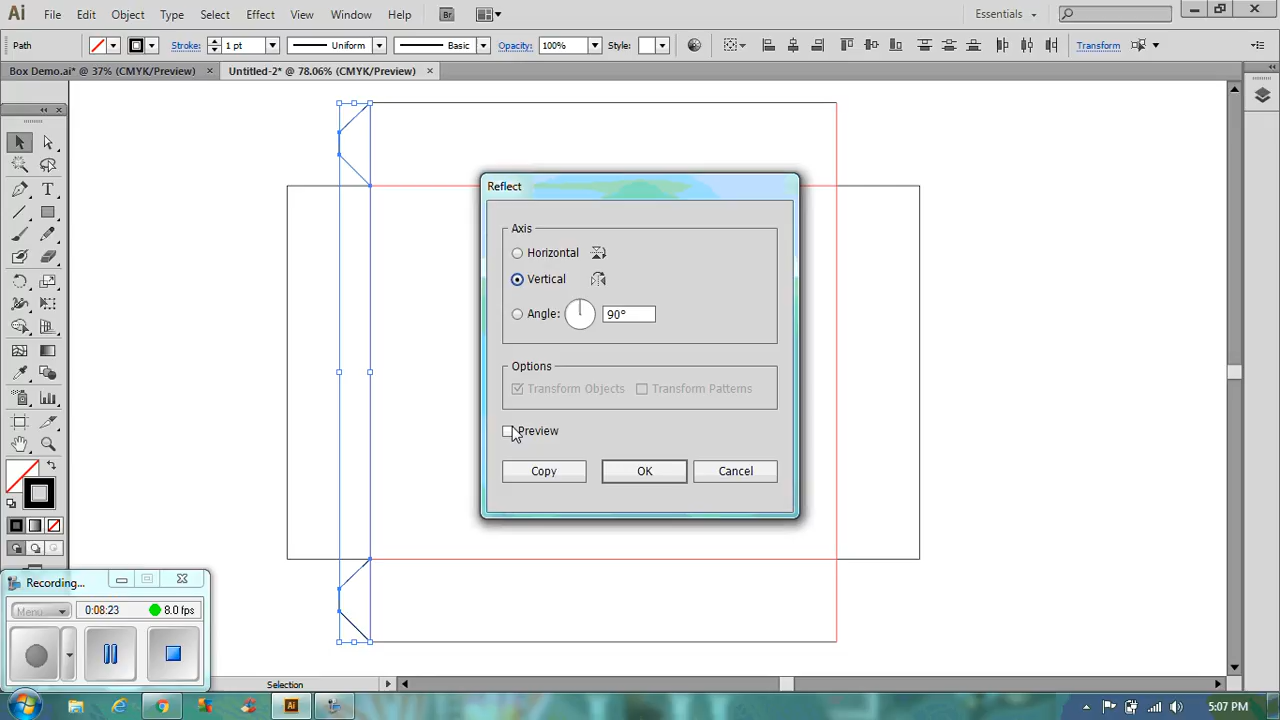 Ai File Edit Object Type Select Effect View Window Help Br Essentials
Path Stroke: 1 pt Uniform Basic Opacity: 100% Style: Transform
Box Demo.ai* @ 37% (CMYK/Preview) × Untitled-2* @ 78.06% (CMYK/Preview) ×
Reflect
Axis
Horizontal
Vertical
Angle: 90°
Options
Transform Objects Transform Patterns
Preview
Copy OK Cancel
Recording...
Menu 0:08:23 8.0 fps
Selection
5:07 PM